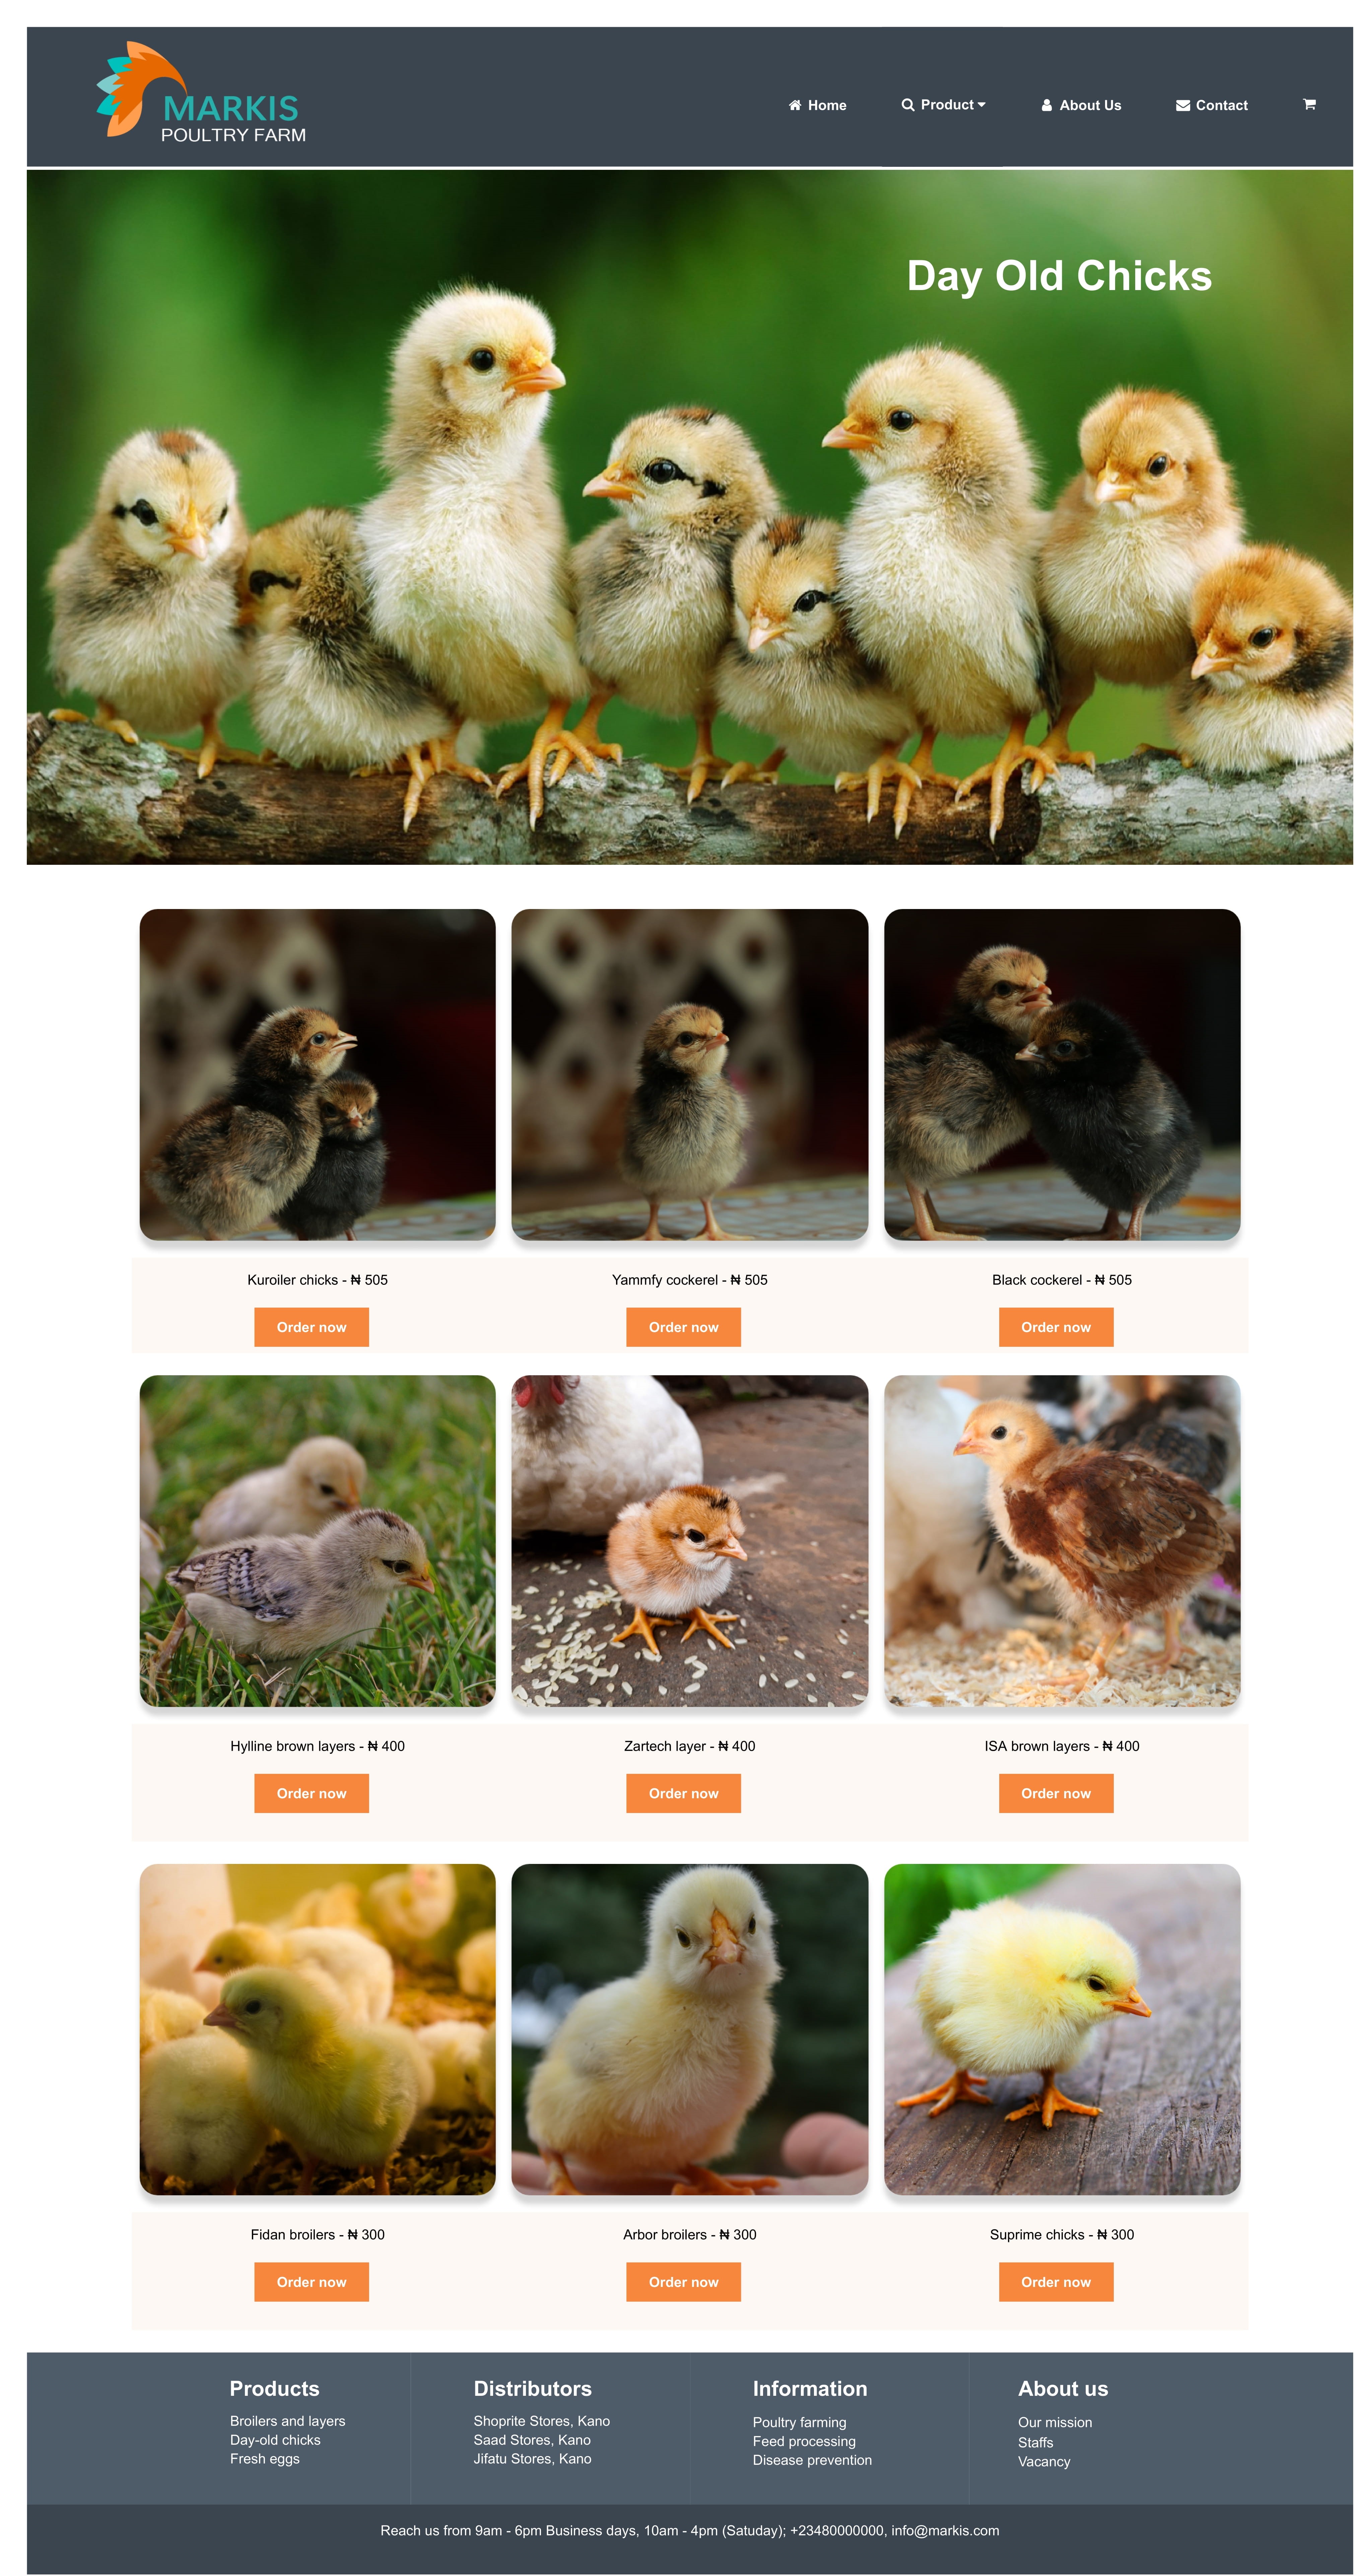 MARKIS
POULTRY FARM
Home
Product
About Us
Contact
Day Old Chicks
Kuroiler chicks - ₦ 505
Yammfy cockerel - ₦ 505
Black cockerel - ₦ 505
Order now
Order now
Order now
Hylline brown layers - ₦ 400
Zartech layer - ₦ 400
ISA brown layers - ₦ 400
Order now
Order now
Order now
Fidan broilers - ₦ 300
Arbor broilers - ₦ 300
Suprime chicks - ₦ 300
Order now
Order now
Order now
Products
Broilers and layers
Day-old chicks
Fresh eggs
Distributors
Shoprite Stores, Kano
Saad Stores, Kano
Jifatu Stores, Kano
Information
Poultry farming
Feed processing
Disease prevention
About us
Our mission
Staffs
Vacancy
Reach us from 9am - 6pm Business days, 10am - 4pm (Satuday); +23480000000, info@markis.com